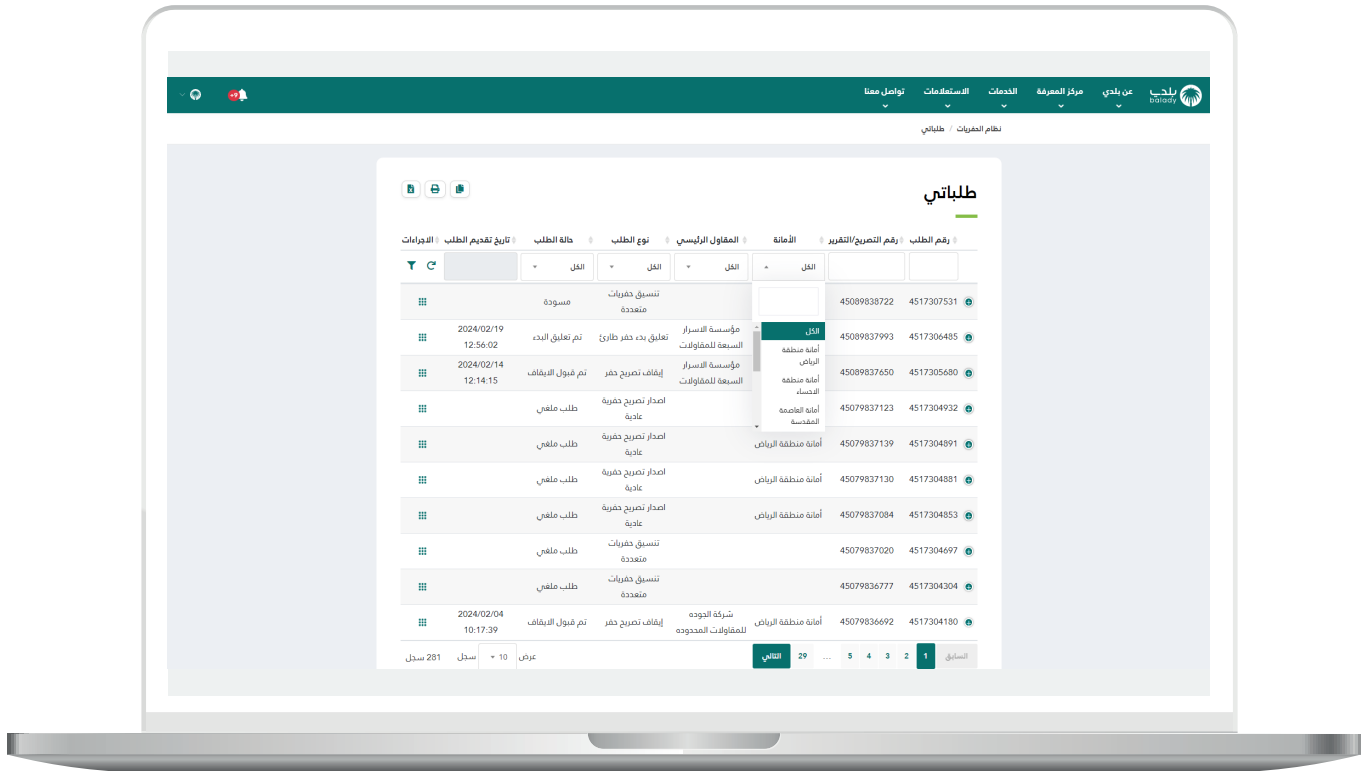 بلدي
balady
عن بلدي
مركز المعرفة
الخدمات
الاستعلامات
تواصل معنا
+9
نظام الحفريات / طلباتي
طلباتي
رقم الطلب رقم التصريح/التقرير الأمانة المقاول الرئيسي نوع الطلب حالة الطلب تاريخ تقديم الطلب الاجراءات
الكل الكل الكل الكل
الكل
أمانة منطقة
الرياض
أمانة منطقة
الاحساء
أمانة العاصمة
المقدسة
4517307531 45089838722 تنسيق حفريات
متعددة
مسودة
4517306485 45089837993 مؤسسة الاسرار
السبعة للمقاولات
تعليق بدء حفر طارئ تم تعليق البدء 2024/02/19
12:56:02
4517305680 45089837650 مؤسسة الاسرار
السبعة للمقاولات
إيقاف تصريح حفر تم قبول الايقاف 2024/02/14
12:14:15
4517304932 45079837123 اصدار تصريح حفرية
عادية
طلب ملغي
4517304891 45079837139 أمانة منطقة الرياض اصدار تصريح حفرية
عادية
طلب ملغي
4517304881 45079837130 أمانة منطقة الرياض اصدار تصريح حفرية
عادية
طلب ملغي
4517304853 45079837084 أمانة منطقة الرياض اصدار تصريح حفرية
عادية
طلب ملغي
4517304697 45079837020 تنسيق حفريات
متعددة
طلب ملغي
4517304304 45079836777 تنسيق حفريات
متعددة
طلب ملغي
4517304180 45079836692 أمانة منطقة الرياض شركة الجوده
للمقاولات المحدوده
إيقاف تصريح حفر تم قبول الايقاف 2024/02/04
10:17:39
السابق 1 2 3 4 5 ... 29 التالي
عرض 10 سجل 281 سجل